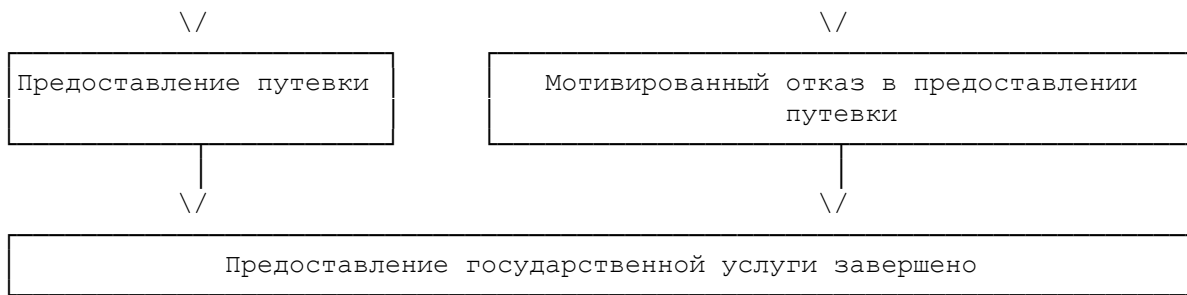 \/ \/
Предоставление путевки Мотивированный отказ в предоставлении
путевки
\/ \/
Предоставление государственной услуги завершено